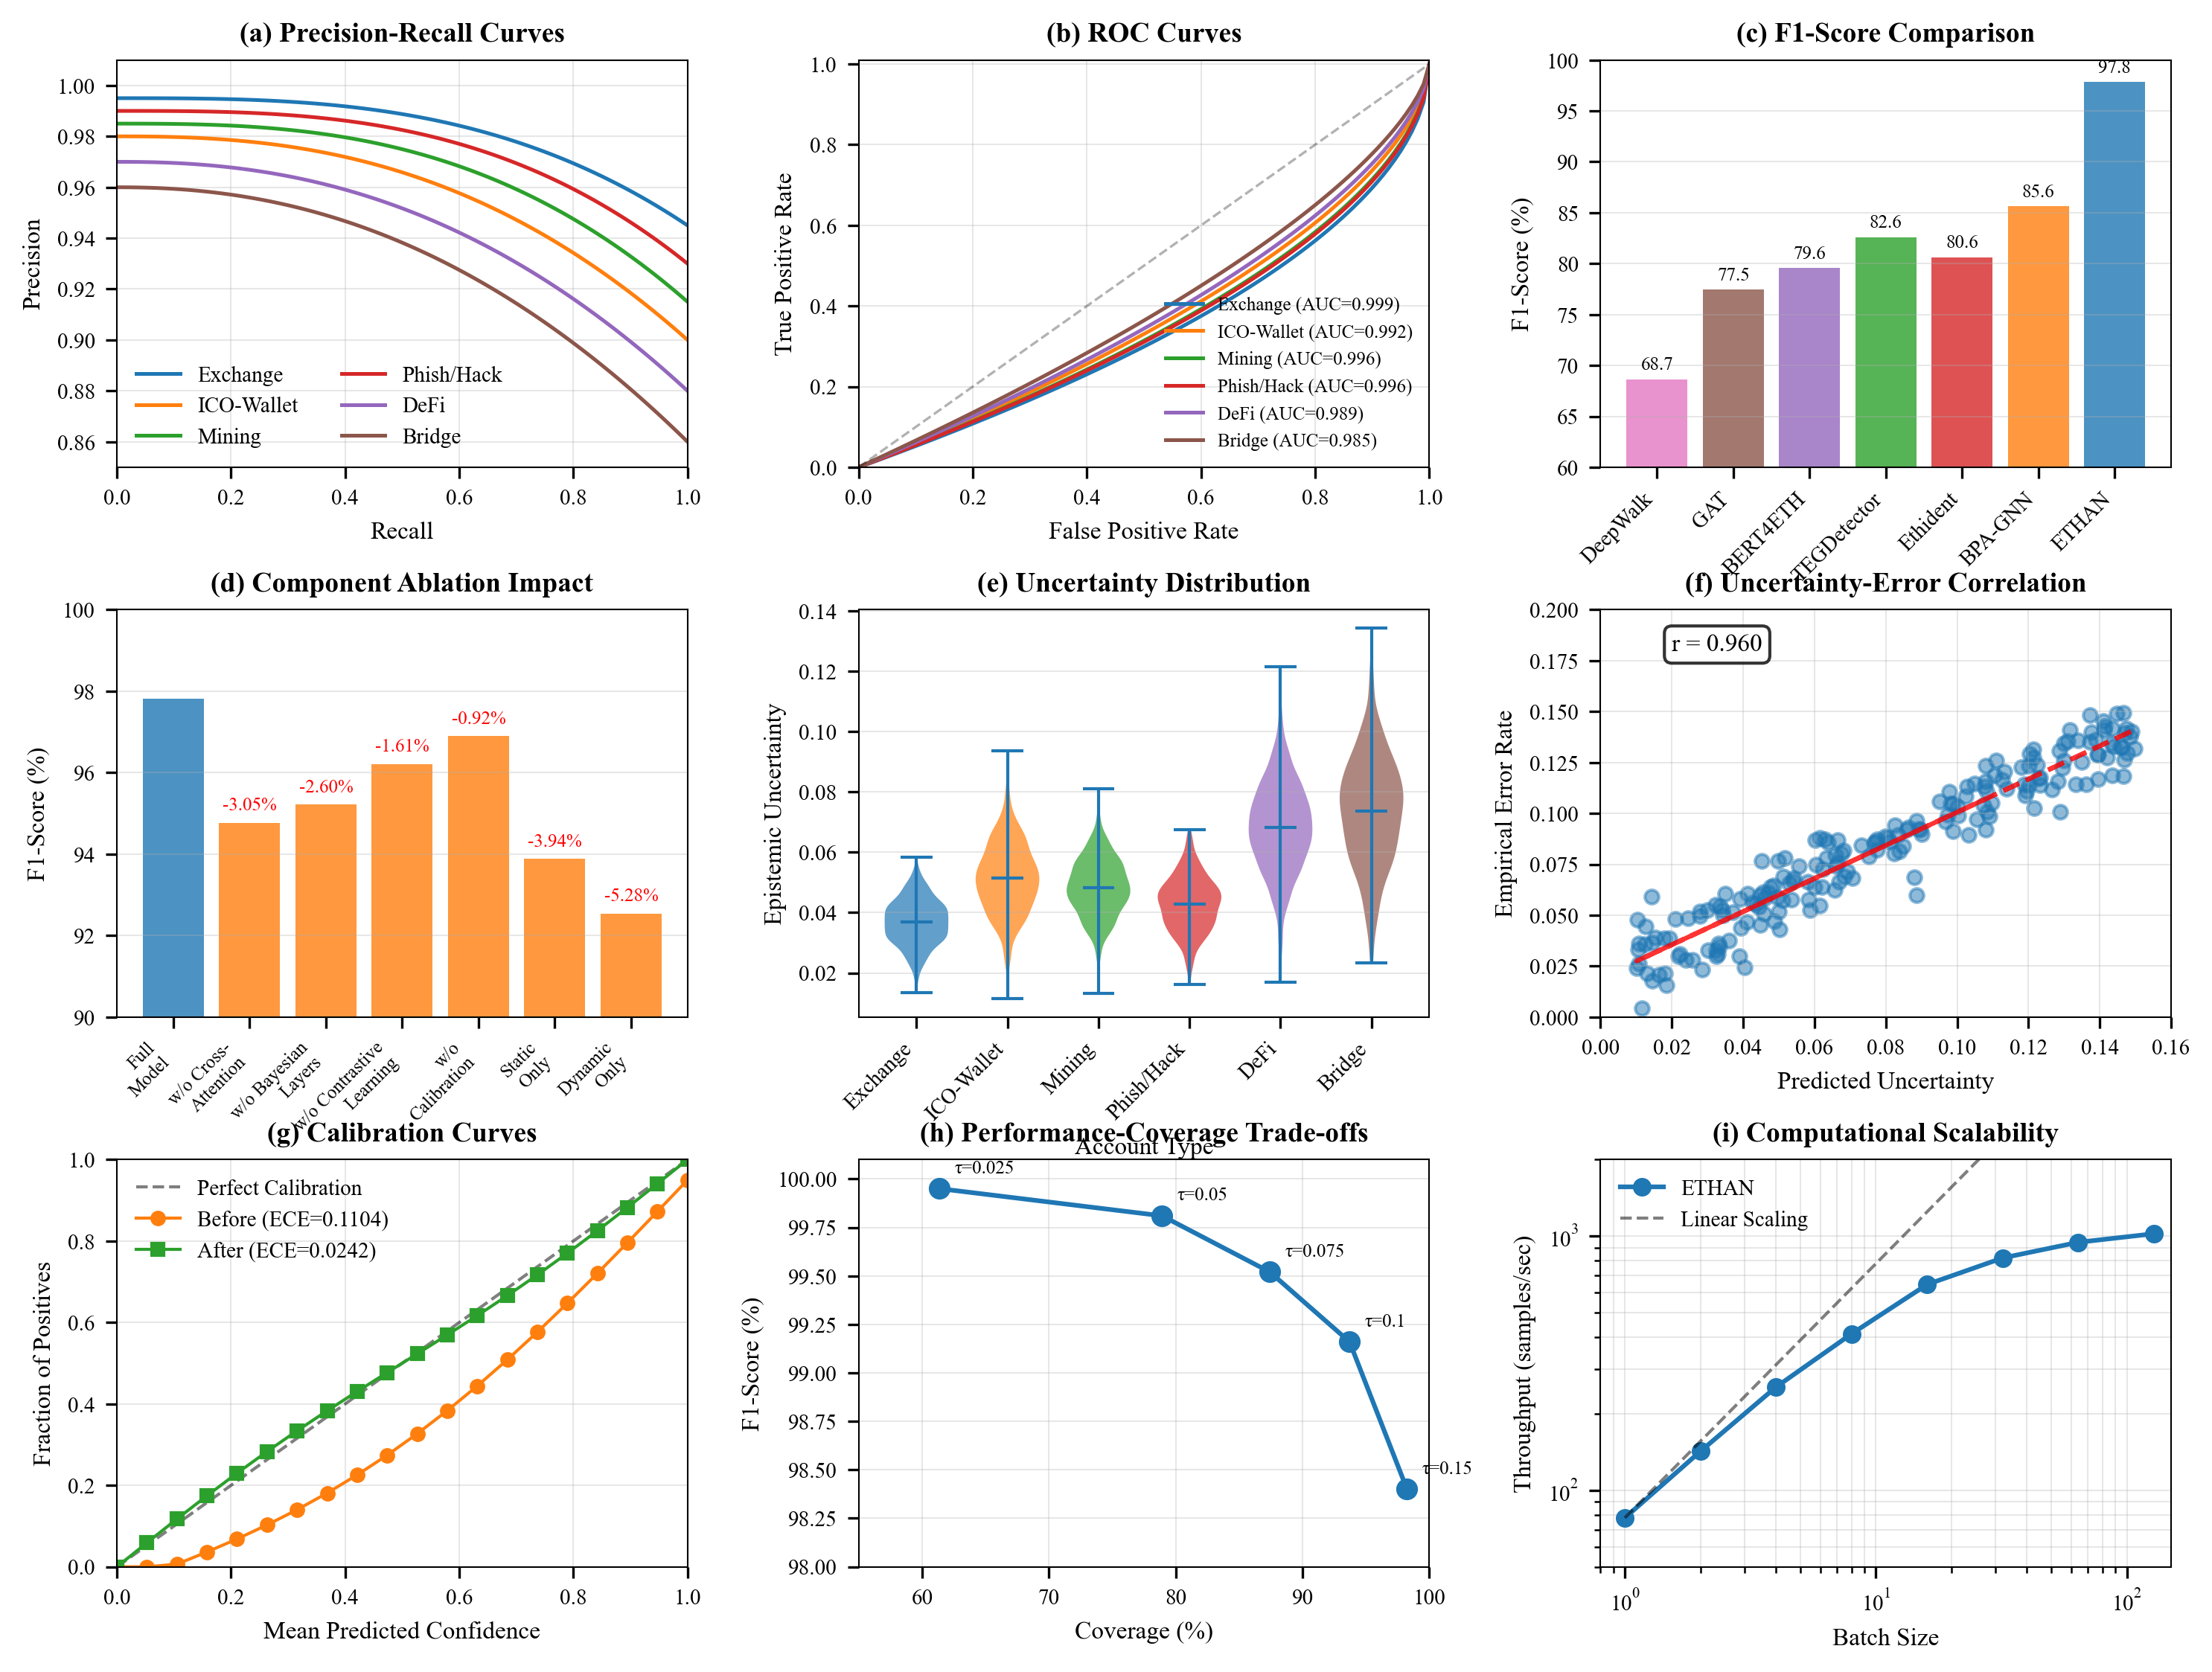 (a) Precision-Recall Curves
Precision
1.00
0.98
0.96
0.94
0.92
0.90
0.88
0.86
Exchange
ICO-Wallet
Mining
Phish/Hack
DeFi
Bridge
0.0 0.2 0.4 0.6 0.8 1.0
Recall
(b) ROC Curves
True Positive Rate
1.0
0.8
0.6
0.4
0.2
0.0
Exchange (AUC=0.999)
ICO-Wallet (AUC=0.992)
Mining (AUC=0.996)
Phish/Hack (AUC=0.996)
DeFi (AUC=0.989)
Bridge (AUC=0.985)
0.0 0.2 0.4 0.6 0.8 1.0
False Positive Rate
(c) F1-Score Comparison
F1-Score (%)
100
95
90
85
80
75
70
65
60
68.7
77.5
79.6
82.6
80.6
85.6
97.8
DeepWalk
GAT
BERT4ETH
TEGDetector
Ethident
BPA-GNN
ETHAN
(d) Component Ablation Impact
F1-Score (%)
100
98
96
94
92
90
-3.05%
-2.60%
-1.61%
-0.92%
-3.94%
-5.28%
Full
Model
w/o Cross-
Attention
w/o Bayesian
Layers
w/o Contrastive
Learning
w/o
Calibration
Static
Only
Dynamic
Only
(e) Uncertainty Distribution
Epistemic Uncertainty
0.14
0.12
0.10
0.08
0.06
0.04
0.02
Exchange
ICO-Wallet
Mining
Phish/Hack
DeFi
Bridge
Account Type
(f) Uncertainty-Error Correlation
Empirical Error Rate
0.200
0.175
0.150
0.125
0.100
0.075
0.050
0.025
0.000
r = 0.960
0.00 0.02 0.04 0.06 0.08 0.10 0.12 0.14 0.16
Predicted Uncertainty
(g) Calibration Curves
Fraction of Positives
1.0
0.8
0.6
0.4
0.2
0.0
Perfect Calibration
Before (ECE=0.1104)
After (ECE=0.0242)
0.0 0.2 0.4 0.6 0.8 1.0
Mean Predicted Confidence
(h) Performance-Coverage Trade-offs
F1-Score (%)
100.00
99.75
99.50
99.25
99.00
98.75
98.50
98.25
98.00
τ=0.025
τ=0.05
τ=0.075
τ=0.1
τ=0.15
60 70 80 90 100
Coverage (%)
(i) Computational Scalability
Throughput (samples/sec)
10³
10²
ETHAN
Linear Scaling
10⁰ 10¹ 10²
Batch Size